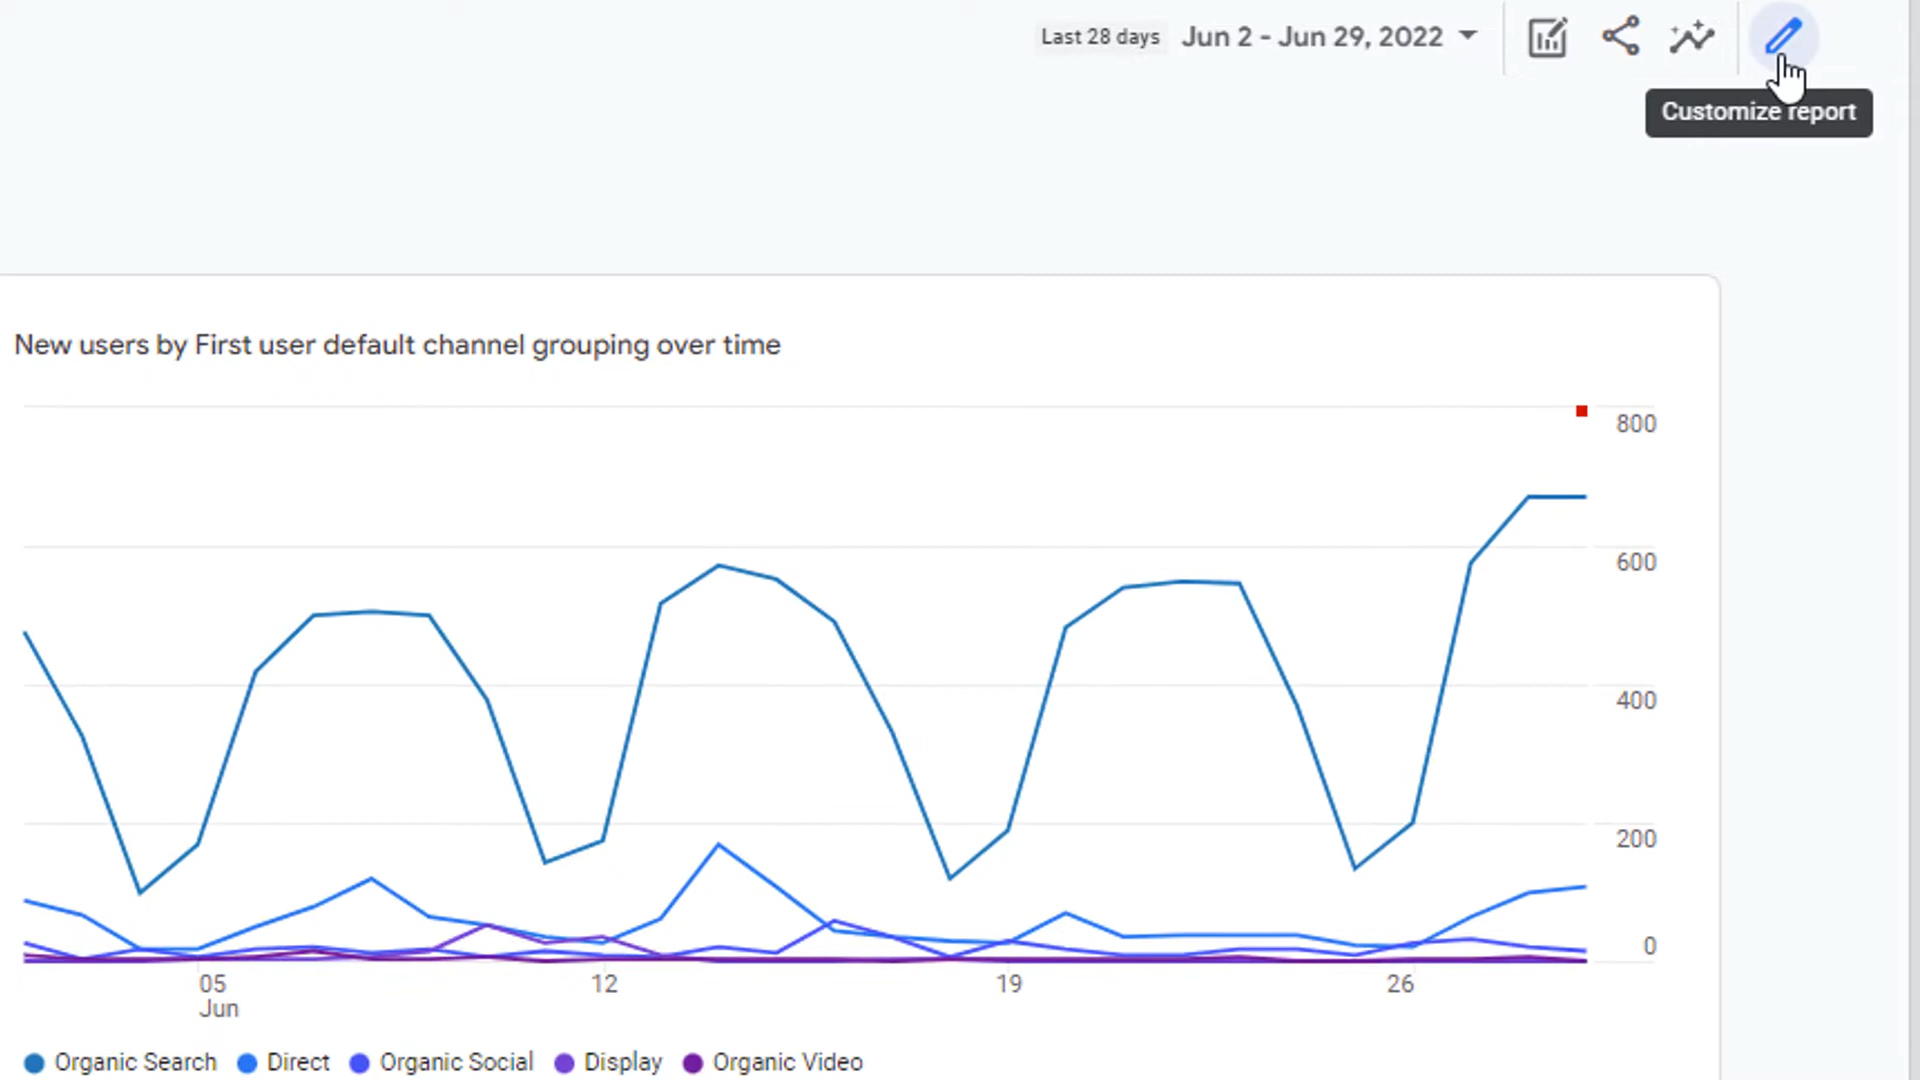 Last 28 days Jun 2 - Jun 29, 2022
Customize report
New users by First user default channel grouping over time
800
600
400
200
0
05 12 19 26
Jun
Organic Search Direct Organic Social Display Organic Video